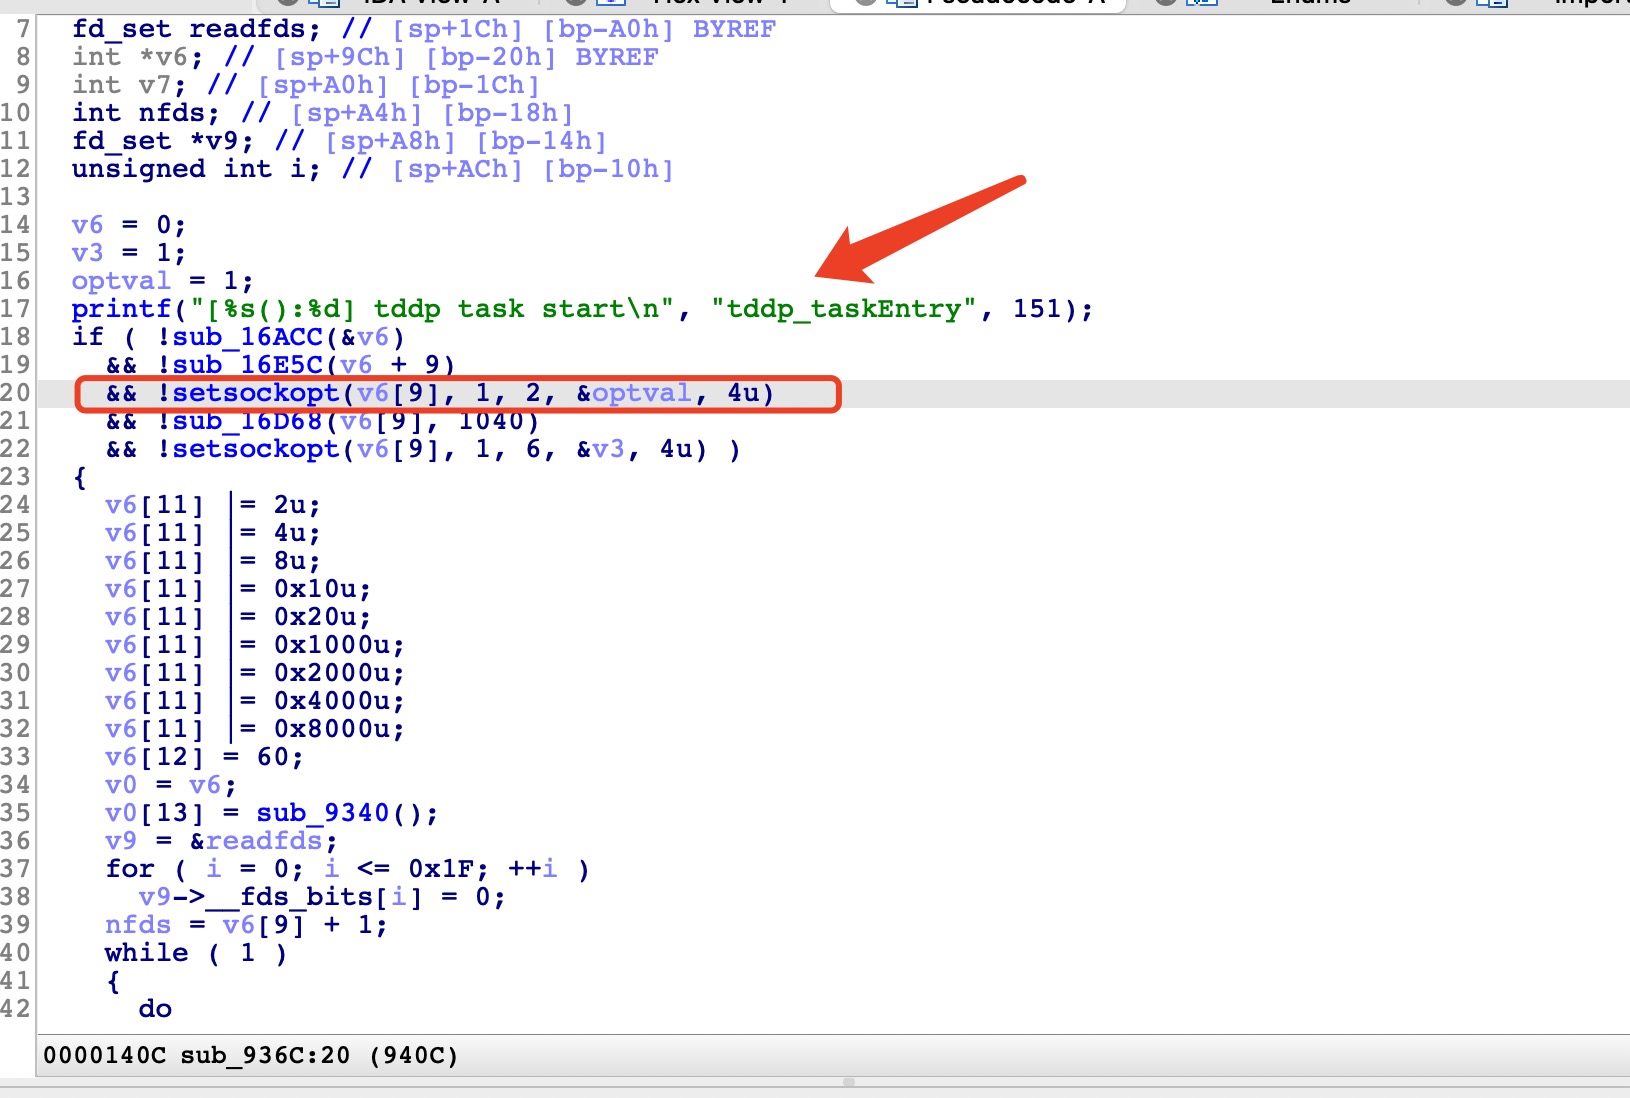 7 fd_set readfds; // [sp+1Ch] [bp-A0h] BYREF
8 int *v6; // [sp+9Ch] [bp-20h] BYREF
9 int v7; // [sp+A0h] [bp-1Ch]
10 int nfds; // [sp+A4h] [bp-18h]
11 fd_set *v9; // [sp+A8h] [bp-14h]
12 unsigned int i; // [sp+ACh] [bp-10h]
13
14 v6 = 0;
15 v3 = 1;
16 optval = 1;
17 printf("[%s():%d] tddp task start\n", "tddp_taskEntry", 151);
18 if ( !sub_16ACC(&v6)
19 && !sub_16E5C(v6 + 9)
20 && !setsockopt(v6[9], 1, 2, &optval, 4u)
21 && !sub_16D68(v6[9], 1040)
22 && !setsockopt(v6[9], 1, 6, &v3, 4u) )
23 {
24 v6[11] |= 2u;
25 v6[11] |= 4u;
26 v6[11] |= 8u;
27 v6[11] |= 0x10u;
28 v6[11] |= 0x20u;
29 v6[11] |= 0x1000u;
30 v6[11] |= 0x2000u;
31 v6[11] |= 0x4000u;
32 v6[11] |= 0x8000u;
33 v6[12] = 60;
34 v0 = v6;
35 v0[13] = sub_9340();
36 v9 = &readfds;
37 for ( i = 0; i <= 0x1F; ++i )
38 v9->__fds_bits[i] = 0;
39 nfds = v6[9] + 1;
40 while ( 1 )
41 {
42 do
0000140C sub_936C:20 (940C)